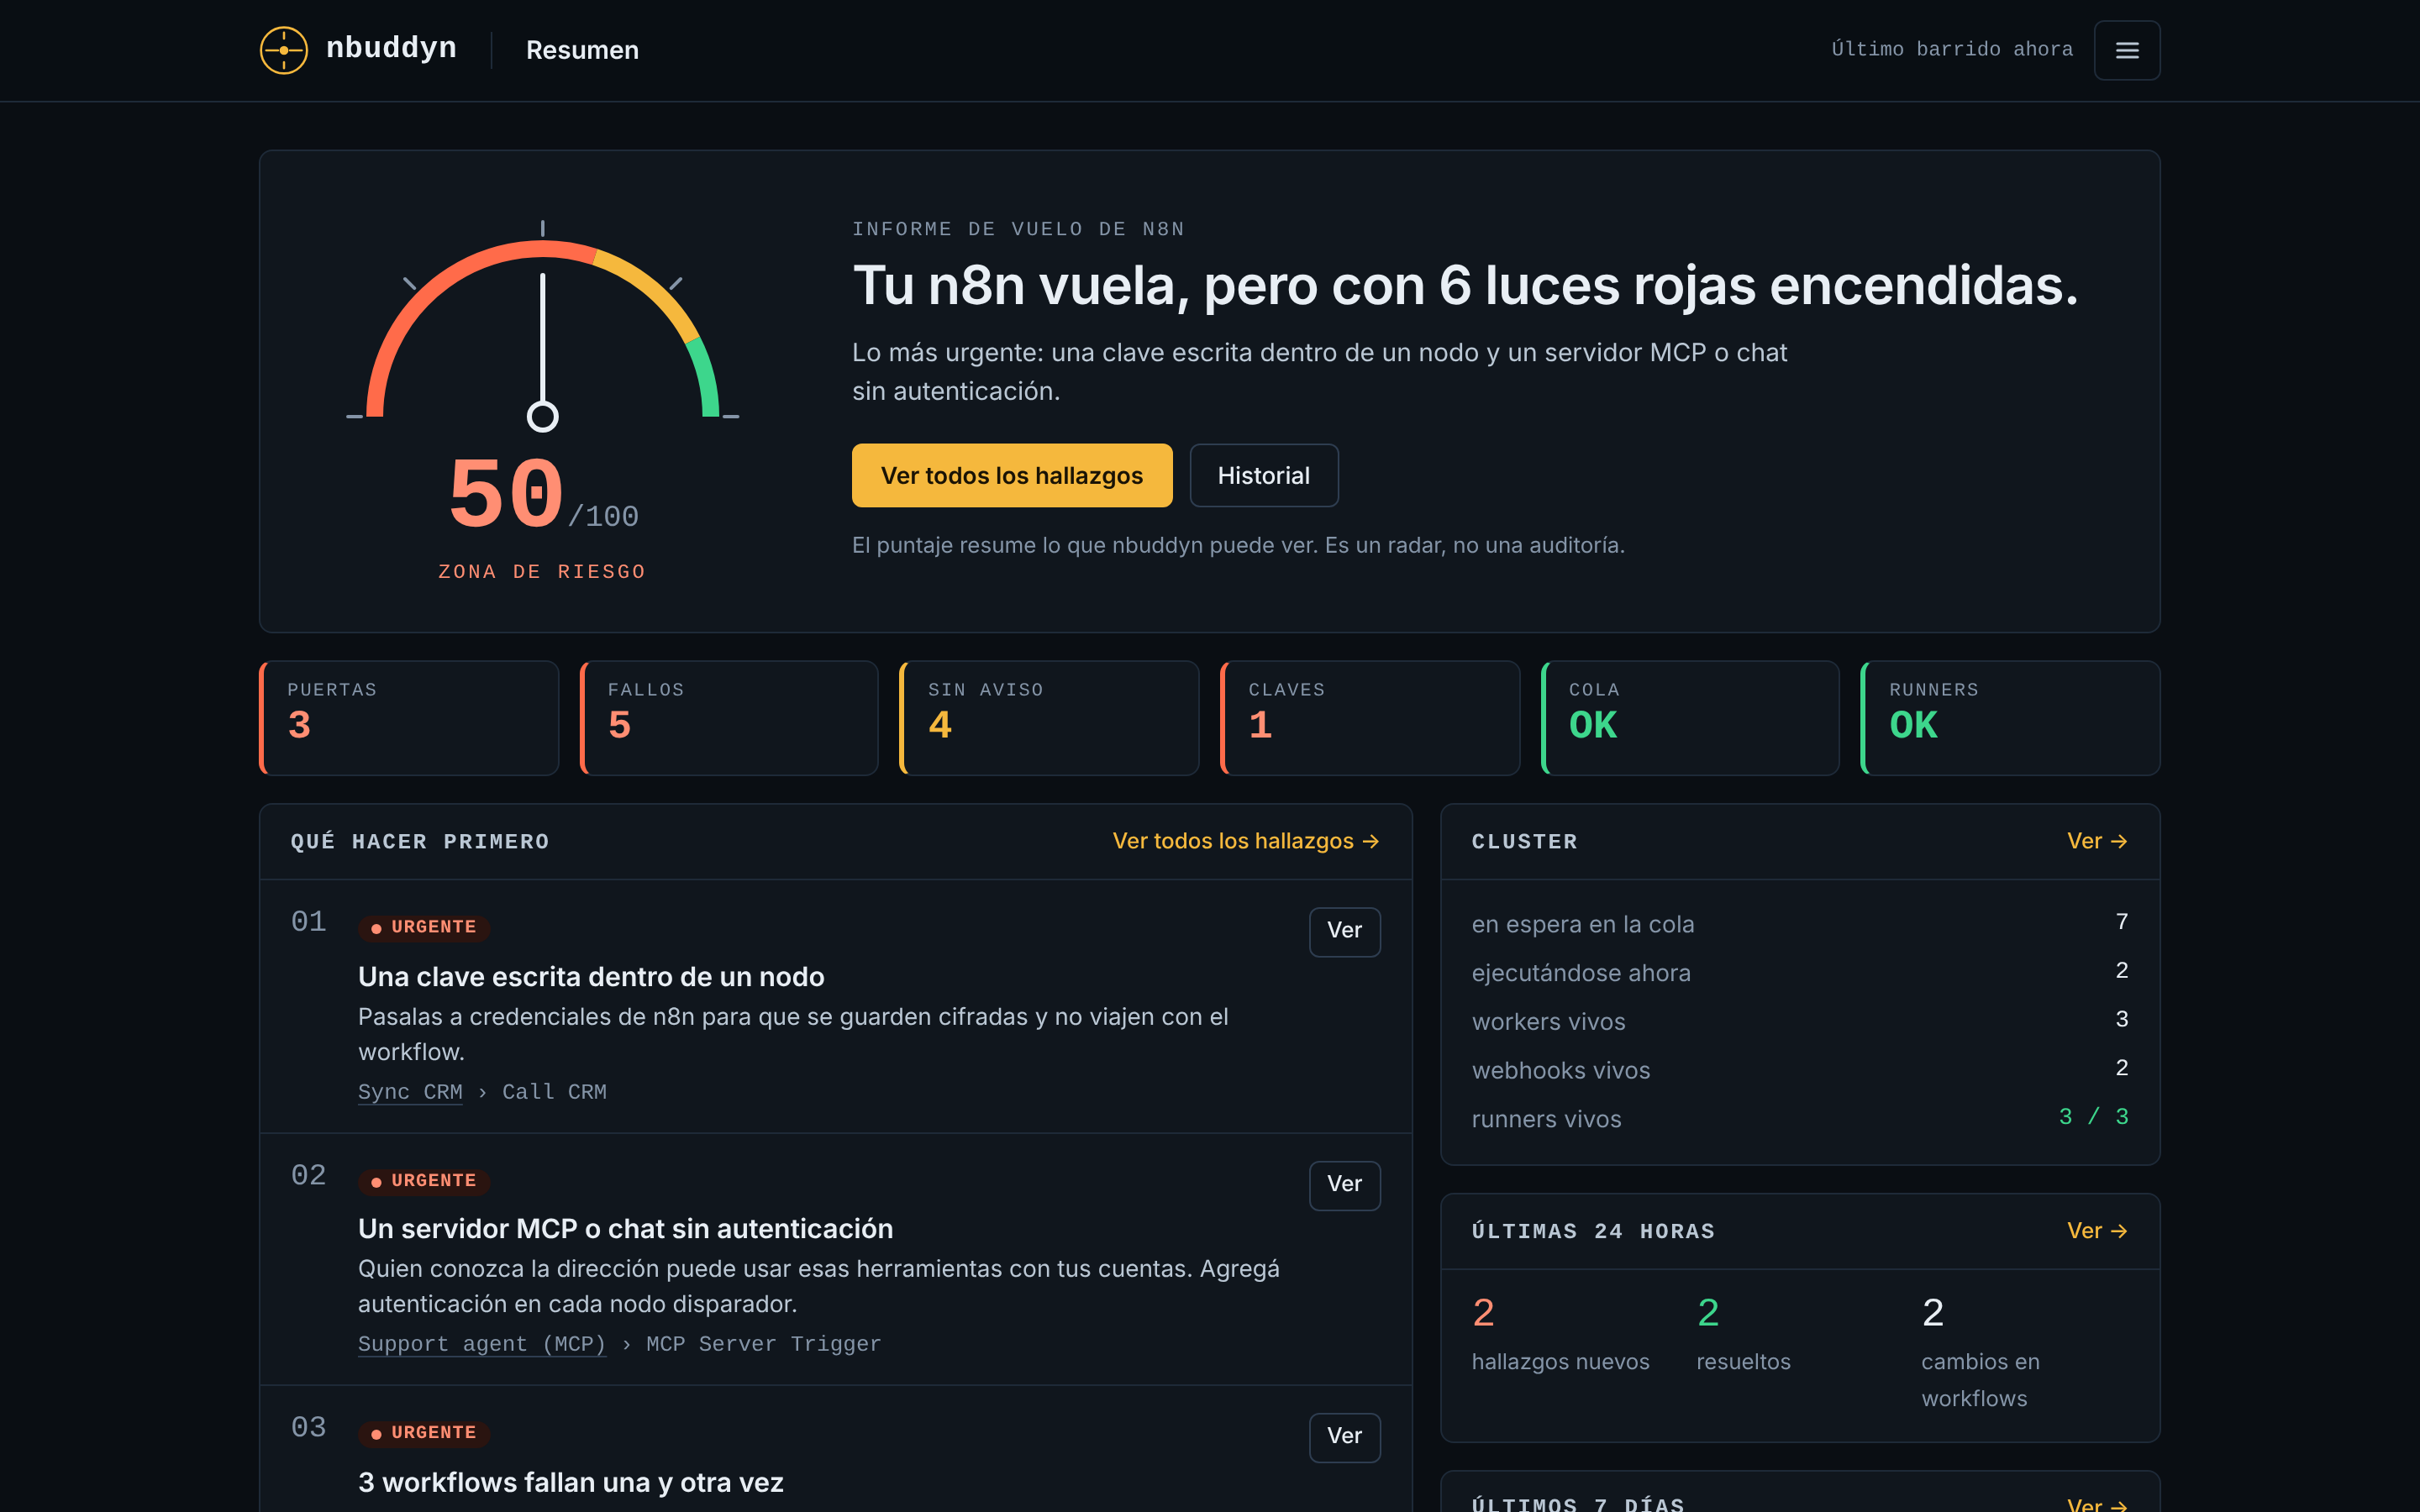 nbuddyn
Resumen
Último barrido ahora
50/100
ZONA DE RIESGO
INFORME DE VUELO DE N8N
Tu n8n vuela, pero con 6 luces rojas encendidas.
Lo más urgente: una clave escrita dentro de un nodo y un servidor MCP o chat
sin autenticación.
Ver todos los hallazgos
Historial
El puntaje resume lo que nbuddyn puede ver. Es un radar, no una auditoría.
PUERTAS
3
FALLOS
5
SIN AVISO
4
CLAVES
1
COLA
OK
RUNNERS
OK
QUÉ HACER PRIMERO
Ver todos los hallazgos →
01
URGENTE
Ver
Una clave escrita dentro de un nodo
Pasalas a credenciales de n8n para que se guarden cifradas y no viajen con el
workflow.
Sync CRM › Call CRM
02
URGENTE
Ver
Un servidor MCP o chat sin autenticación
Quien conozca la dirección puede usar esas herramientas con tus cuentas. Agregá
autenticación en cada nodo disparador.
Support agent (MCP) › MCP Server Trigger
03
URGENTE
Ver
3 workflows fallan una y otra vez
CLUSTER
Ver →
en espera en la cola 7
ejecutándose ahora 2
workers vivos 3
webhooks vivos 2
runners vivos 3 / 3
ÚLTIMAS 24 HORAS
Ver →
2
hallazgos nuevos
2
resueltos
2
cambios en
workflows
ÚLTIMOS 7 DÍAS
Ver →